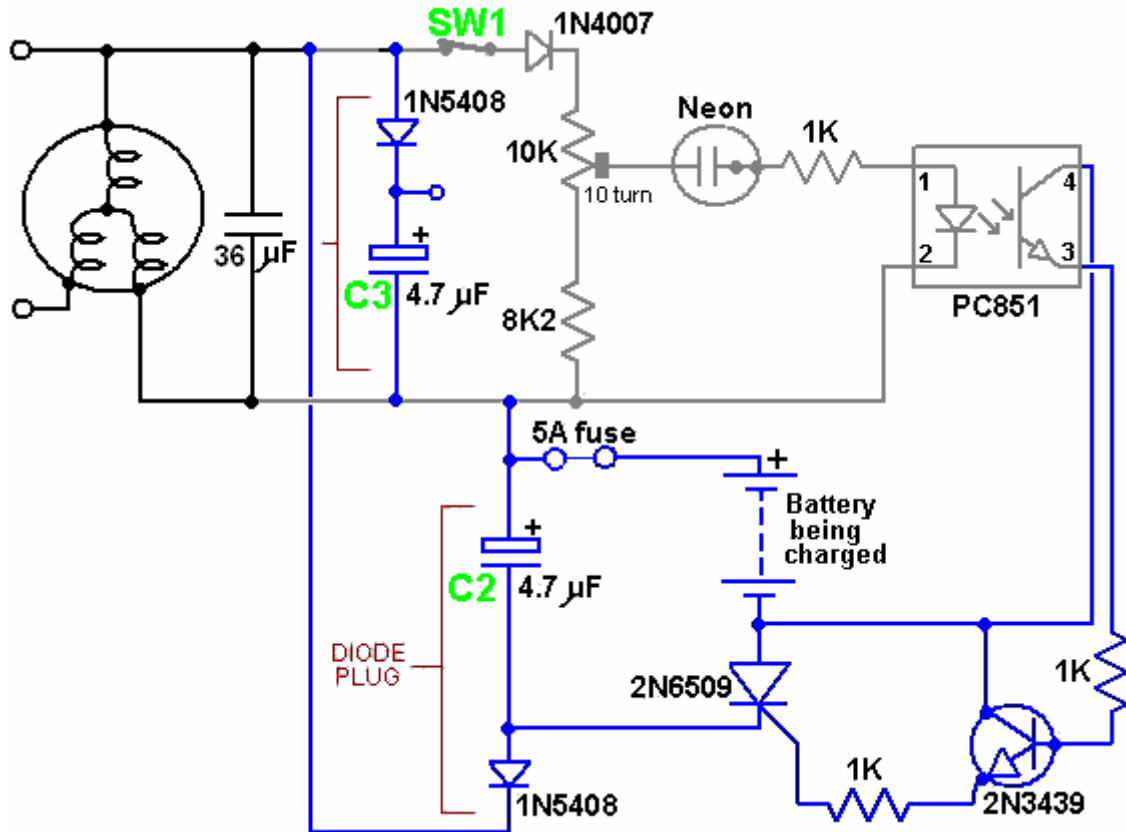 SW1
1N4007
1N5408
Neon
1K
10K
10 turn
1
4
2
3
PC851
36 µF
+
C3
4.7 µF
8K2
5A fuse
+
Battery
being
charged
+
C2
4.7 µF
DIODE
PLUG
2N6509
1K
1K
1N5408
2N3439